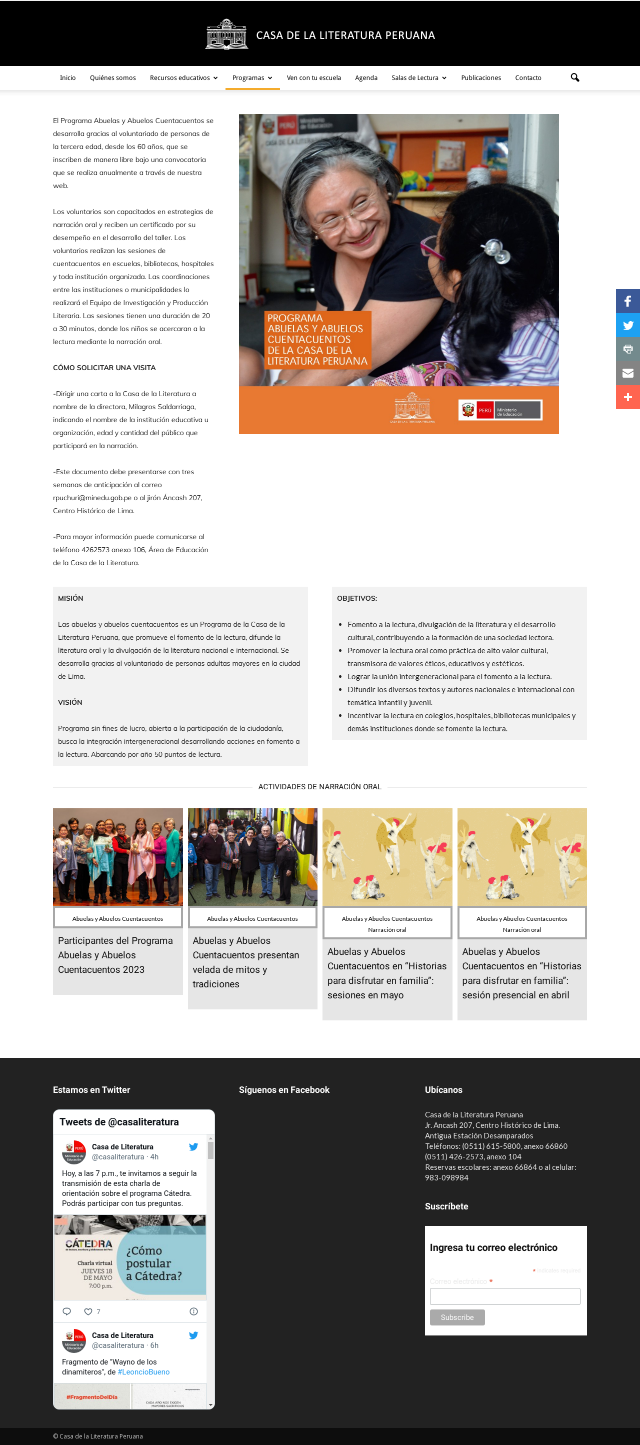 CASA DE LA LITERATURA PERUANA
Inicio
Quiénes somos
Recursos educativos
Programas
Ven con tu escuela
Agenda
Salas de Lectura
Publicaciones
Contacto
El Programa Abuelas y Abuelos Cuentacuentos se
desarrolla gracias al voluntariado de personas de
la tercera edad, desde los 60 años, que se
inscriben de manera libre bajo una convocatoria
que se realiza anualmente a través de nuestra
web.
Los voluntarios son capacitados en estrategias de
narración oral y reciben un certificado por su
desempeño en el desarrollo del taller. Los
voluntarios realizan las sesiones de
cuentacuentos en escuelas, bibliotecas, hospitales
y toda institución organizada. Las coordinaciones
entre las instituciones o municipalidades lo
realizará el Equipo de Investigación y Producción
Literaria. Las sesiones tienen una duración de 20
a 30 minutos, donde los niños se acercaran a la
lectura mediante la narración oral.
CÓMO SOLICITAR UNA VISITA
-Dirigir una carta a la Casa de la Literatura a
nombre de la directora, Milagros Saldarriaga,
indicando el nombre de la institución educativa u
organización, edad y cantidad del público que
participará en la narración.
-Este documento debe presentarse con tres
semanas de anticipación al correo
rpuchuri@minedu.gob.pe o al jirón Áncash 207,
Centro Histórico de Lima.
-Para mayor información puede comunicarse al
teléfono 4262573 anexo 106, Área de Educación
de la Casa de la Literatura.
PERÚ
Ministerio
de Educación
PROGRAMA
ABUELAS Y ABUELOS
CUENTACUENTOS
DE LA CASA DE LA
LITERATURA PERUANA
PERÚ
Ministerio
de Educación
MISIÓN
Las abuelas y abuelos cuentacuentos es un Programa de la Casa de la
Literatura Peruana, que promueve el fomento de la lectura, difunde la
literatura oral y la divulgación de la literatura nacional e internacional. Se
desarrolla gracias al voluntariado de personas adultas mayores en la ciudad
de Lima.
VISIÓN
Programa sin fines de lucro, abierta a la participación de la ciudadanía,
busca la integración intergeneracional desarrollando acciones en fomento a
la lectura. Abarcando por año 50 puntos de lectura.
OBJETIVOS:
• Fomento a la lectura, divulgación de la literatura y el desarrollo
cultural, contribuyendo a la formación de una sociedad lectora.
• Promover la lectura oral como práctica de alto valor cultural,
transmisora de valores éticos, educativos y estéticos.
• Lograr la unión intergeneracional para el fomento a la lectura.
• Difundir los diversos textos y autores nacionales e internacional con
temática infantil y juvenil.
• Incentivar la lectura en colegios, hospitales, bibliotecas municipales y
demás instituciones donde se fomente la lectura.
ACTIVIDADES DE NARRACIÓN ORAL
Abuelas y Abuelos Cuentacuentos
Participantes del Programa
Abuelas y Abuelos
Cuentacuentos 2023
Abuelas y Abuelos Cuentacuentos
Abuelas y Abuelos
Cuentacuentos presentan
velada de mitos y
tradiciones
Abuelas y Abuelos Cuentacuentos
Narración oral
Abuelas y Abuelos
Cuentacuentos en "Historias
para disfrutar en familia":
sesiones en mayo
Abuelas y Abuelos Cuentacuentos
Narración oral
Abuelas y Abuelos
Cuentacuentos en "Historias
para disfrutar en familia":
sesión presencial en abril
Estamos en Twitter
Tweets de @casaliteratura
Casa de Literatura
@casaliteratura · 4h
Hoy, a las 7 p.m., te invitamos a seguir la
transmisión de esta charla de
orientación sobre el programa Cátedra.
Podrás participar con tus preguntas.
CÁTEDRA
Charla virtual
JUEVES 18
DE MAYO
7:00 p.m.
¿Cómo
postular
a Cátedra?
7
Casa de Literatura
@casaliteratura · 6h
Fragmento de "Wayno de los
dinamiteros", de #LeoncioBueno
#FragmentoDelDía
Síguenos en Facebook
Ubícanos
Casa de la Literatura Peruana
Jr. Ancash 207, Centro Histórico de Lima.
Antigua Estación Desamparados
Teléfonos: (0511) 615-5800, anexo 66860
(0511) 426-2573, anexo 104
Reservas escolares: anexo 66864 o al celular:
983-098984
Suscríbete
Ingresa tu correo electrónico
Correo electrónico *
Subscribe
© Casa de la Literatura Peruana